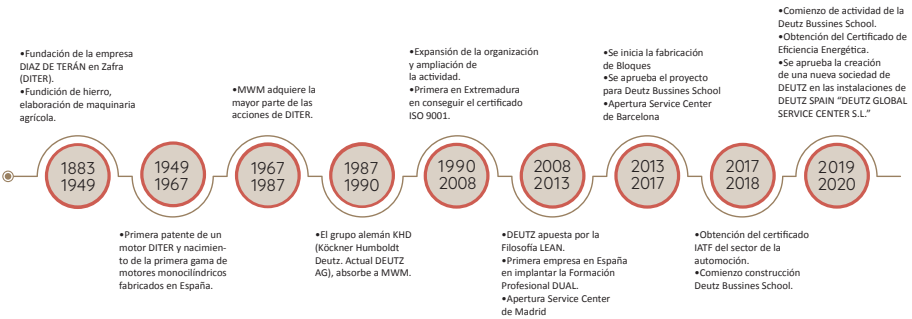 •Fundación de la empresa
DIAZ DE TERÁN en Zafra
(DITER).
•Fundición de hierro,
elaboración de maquinaria
agrícola.
1883
1949
1949
1967
•Primera patente de un
motor DITER y nacimien-
to de la primera gama de
motores monocilíndricos
fabricados en España.
•MWM adquiere la
mayor parte de las
acciones de DITER.
1967
1987
1987
1990
•El grupo alemán KHD
(Köckner Humboldt
Deutz. Actual DEUTZ
AG), absorbe a MWM.
•Expansión de la organización
y ampliación de
la actividad.
•Primera en Extremadura
en conseguir el certificado
ISO 9001.
1990
2008
2008
2013
•DEUTZ apuesta por la
Filosofía LEAN.
•Primera empresa en España
en implantar la Formación
Profesional DUAL.
•Apertura Service Center
de Madrid
•Se inicia la fabricación
de Bloques
•Se aprueba el proyecto
para Deutz Bussines School
•Apertura Service Center
de Barcelona
2013
2017
2017
2018
•Obtención del certificado
IATF del sector de la
automoción.
•Comienzo construcción
Deutz Bussines School.
•Comienzo de actividad de la
Deutz Bussines School.
•Obtención del Certificado de
Eficiencia Energética.
•Se aprueba la creación
de una nueva sociedad de
DEUTZ en las instalaciones de
DEUTZ SPAIN “DEUTZ GLOBAL
SERVICE CENTER S.L.”
2019
2020